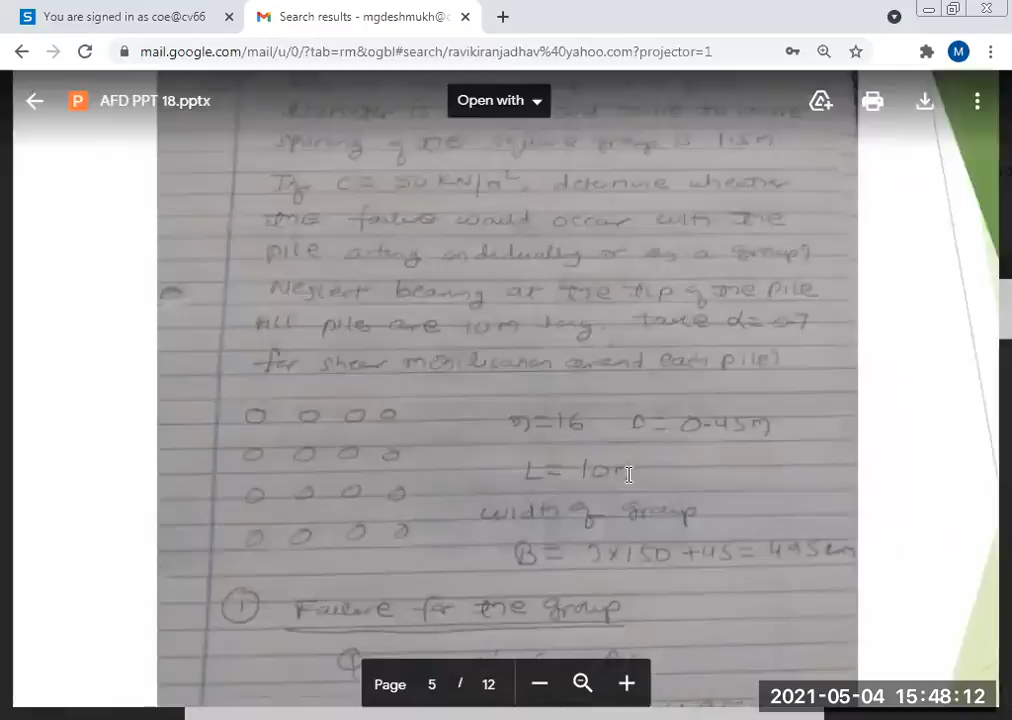 You are signed in as coe@cv66
Search results - mgdeshmukh@c
mail.google.com/mail/u/0/?tab=rm&ogbl#search/ravikiranjadhav%40yahoo.com?projector=1
M
P AFD PPT 18.pptx
Open with
spacing of the square group is 1.5m
If C = 50 KN/m², determine whether
the failure would occur with the
pile acting or as a group?
Neglect bearing at the tip of the pile
All pile are 10m long. Take α=0.7
for shear around each pile?
n=16 D= 0.45m
L= 10m
width of group
B= 3x150 +45= 495cm
① Failure for the group
Page 5 / 12
2021-05-04 15:48:12